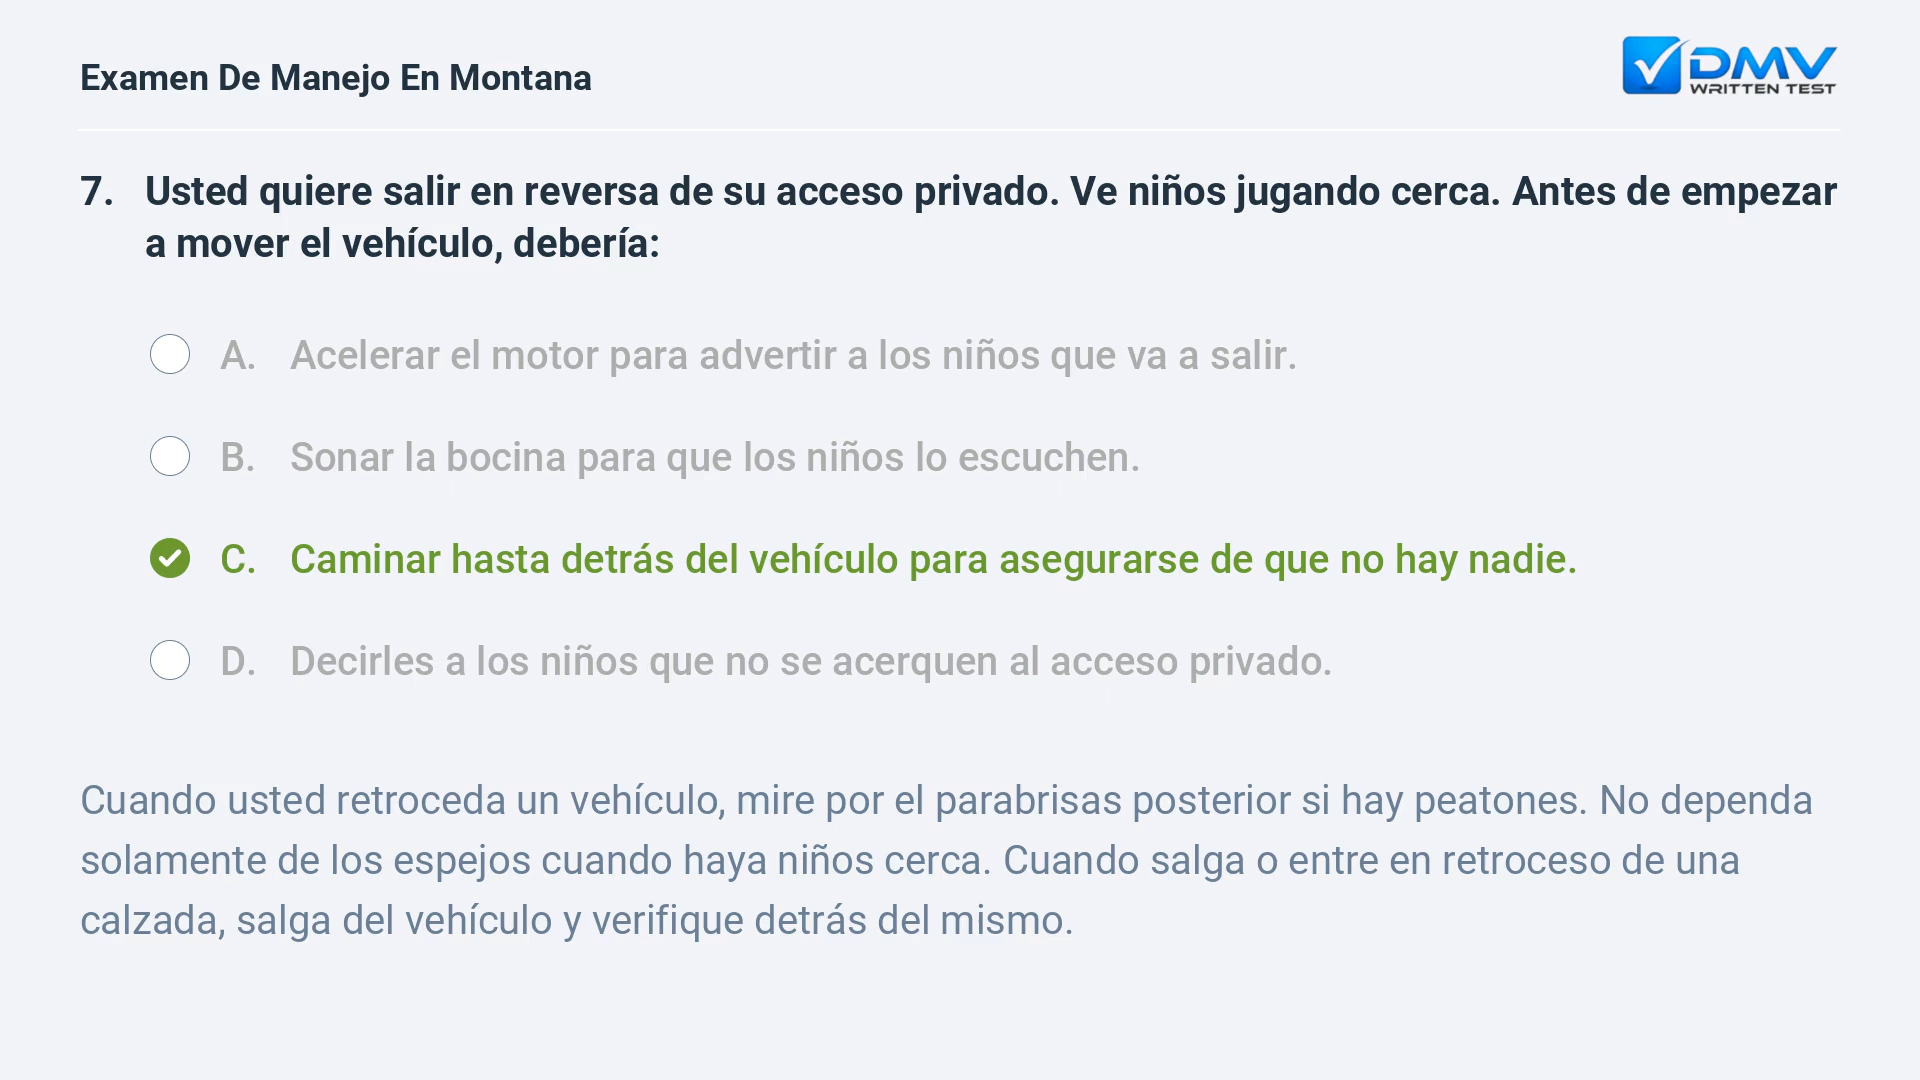 Examen De Manejo En Montana
DMV
WRITTEN TEST
7. Usted quiere salir en reversa de su acceso privado. Ve niños jugando cerca. Antes de empezar
a mover el vehículo, debería:
A. Acelerar el motor para advertir a los niños que va a salir.
B. Sonar la bocina para que los niños lo escuchen.
C. Caminar hasta detrás del vehículo para asegurarse de que no hay nadie.
D. Decirles a los niños que no se acerquen al acceso privado.
Cuando usted retroceda un vehículo, mire por el parabrisas posterior si hay peatones. No dependa
solamente de los espejos cuando haya niños cerca. Cuando salga o entre en retroceso de una
calzada, salga del vehículo y verifique detrás del mismo.